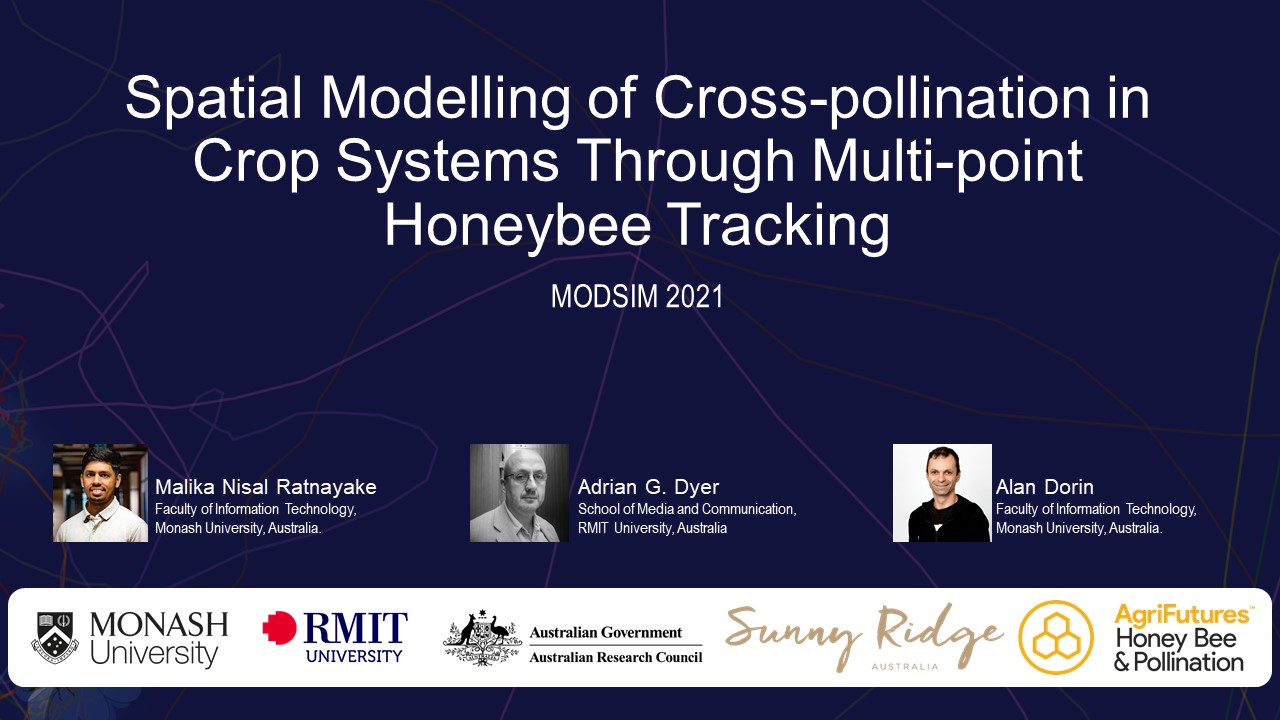 Spatial Modelling of Cross-pollination in
Crop Systems Through Multi-point
Honeybee Tracking
MODSIM 2021
Malika Nisal Ratnayake
Faculty of Information Technology,
Monash University, Australia.
Adrian G. Dyer
School of Media and Communication,
RMIT University, Australia
Alan Dorin
Faculty of Information Technology,
Monash University, Australia.
MONASH
University
RMIT
UNIVERSITY
Australian Government
Australian Research Council
Sunny Ridge
AUSTRALIA
AgriFutures™
Honey Bee
& Pollination